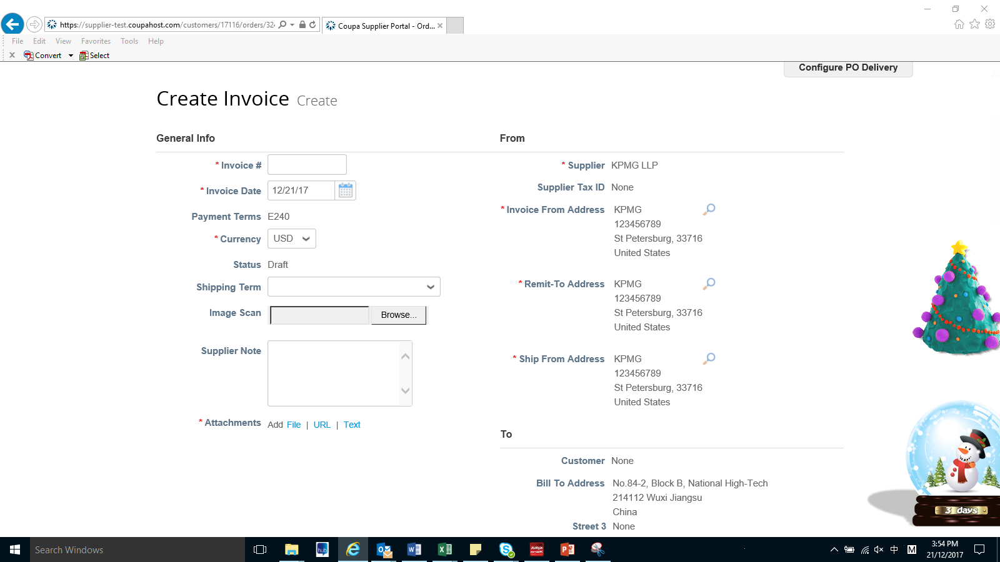 https://supplier-test.coupahost.com/customers/17116/orders/324
Coupa Supplier Portal - Ord...
File Edit View Favorites Tools Help
Convert Select
Configure PO Delivery
Create Invoice Create
General Info
* Invoice #
* Invoice Date 12/21/17
Payment Terms E240
* Currency USD
Status Draft
Shipping Term
Image Scan Browse...
Supplier Note
* Attachments Add File | URL | Text
From
* Supplier KPMG LLP
Supplier Tax ID None
* Invoice From Address KPMG
123456789
St Petersburg, 33716
United States
* Remit-To Address KPMG
123456789
St Petersburg, 33716
United States
* Ship From Address KPMG
123456789
St Petersburg, 33716
United States
To
Customer None
Bill To Address No.84-2, Block B, National High-Tech
214112 Wuxi Jiangsu
China
Street 3 None
3 days
Search Windows
hub
AVAYA
中
M
3:54 PM
21/12/2017